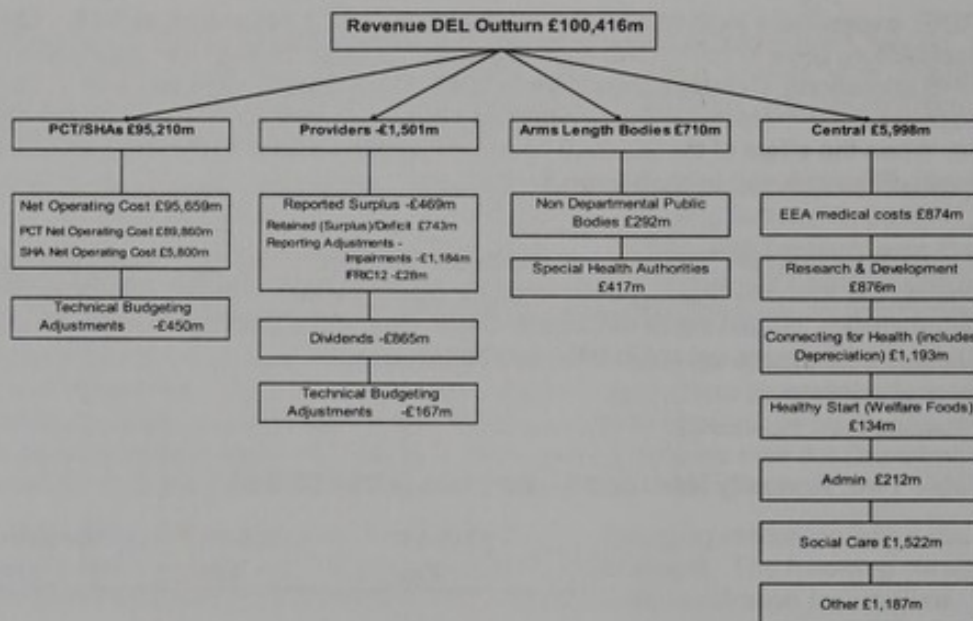 Revenue DEL Outturn £100,416m
PCT/SHAs £95,210m
Net Operating Cost £95,659m
PCT Net Operating Cost £89,860m
SHA Net Operating Cost £5,800m
Technical Budgeting
Adjustments -£450m
Providers -£1,501m
Reported Surplus -£469m
Retained (Surplus)/Deficit £743m
Reporting Adjustments -
Impairments -£1,184m
IFRIC12 -£28m
Dividends -£865m
Technical Budgeting
Adjustments -£167m
Arms Length Bodies £710m
Non Departmental Public
Bodies £292m
Special Health Authorities
£417m
Central £5,998m
EEA medical costs £874m
Research & Development
£876m
Connecting for Health (includes
Depreciation) £1,193m
Healthy Start (Welfare Foods)
£134m
Admin £212m
Social Care £1,522m
Other £1,187m